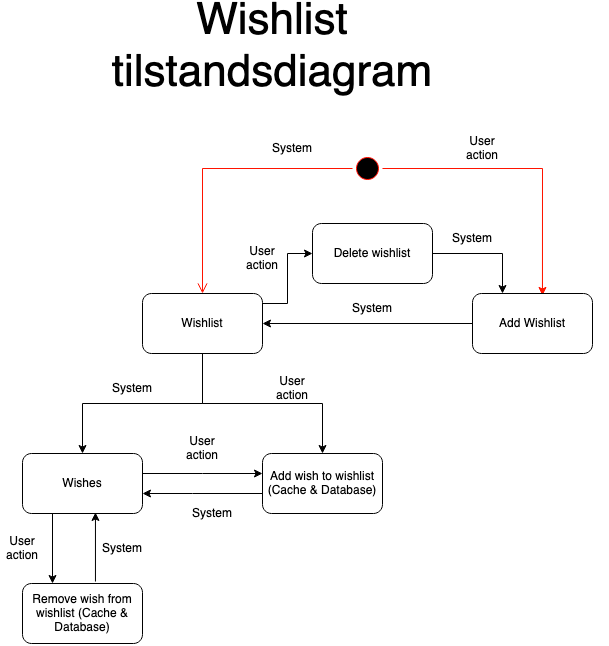 Wishlist
tilstandsdiagram
System
User
action
User
action
Delete wishlist
System
Wishlist
System
Add Wishlist
System
User
action
Wishes
User
action
Add wish to wishlist
(Cache & Database)
System
User
action
System
Remove wish from
wishlist (Cache &
Database)